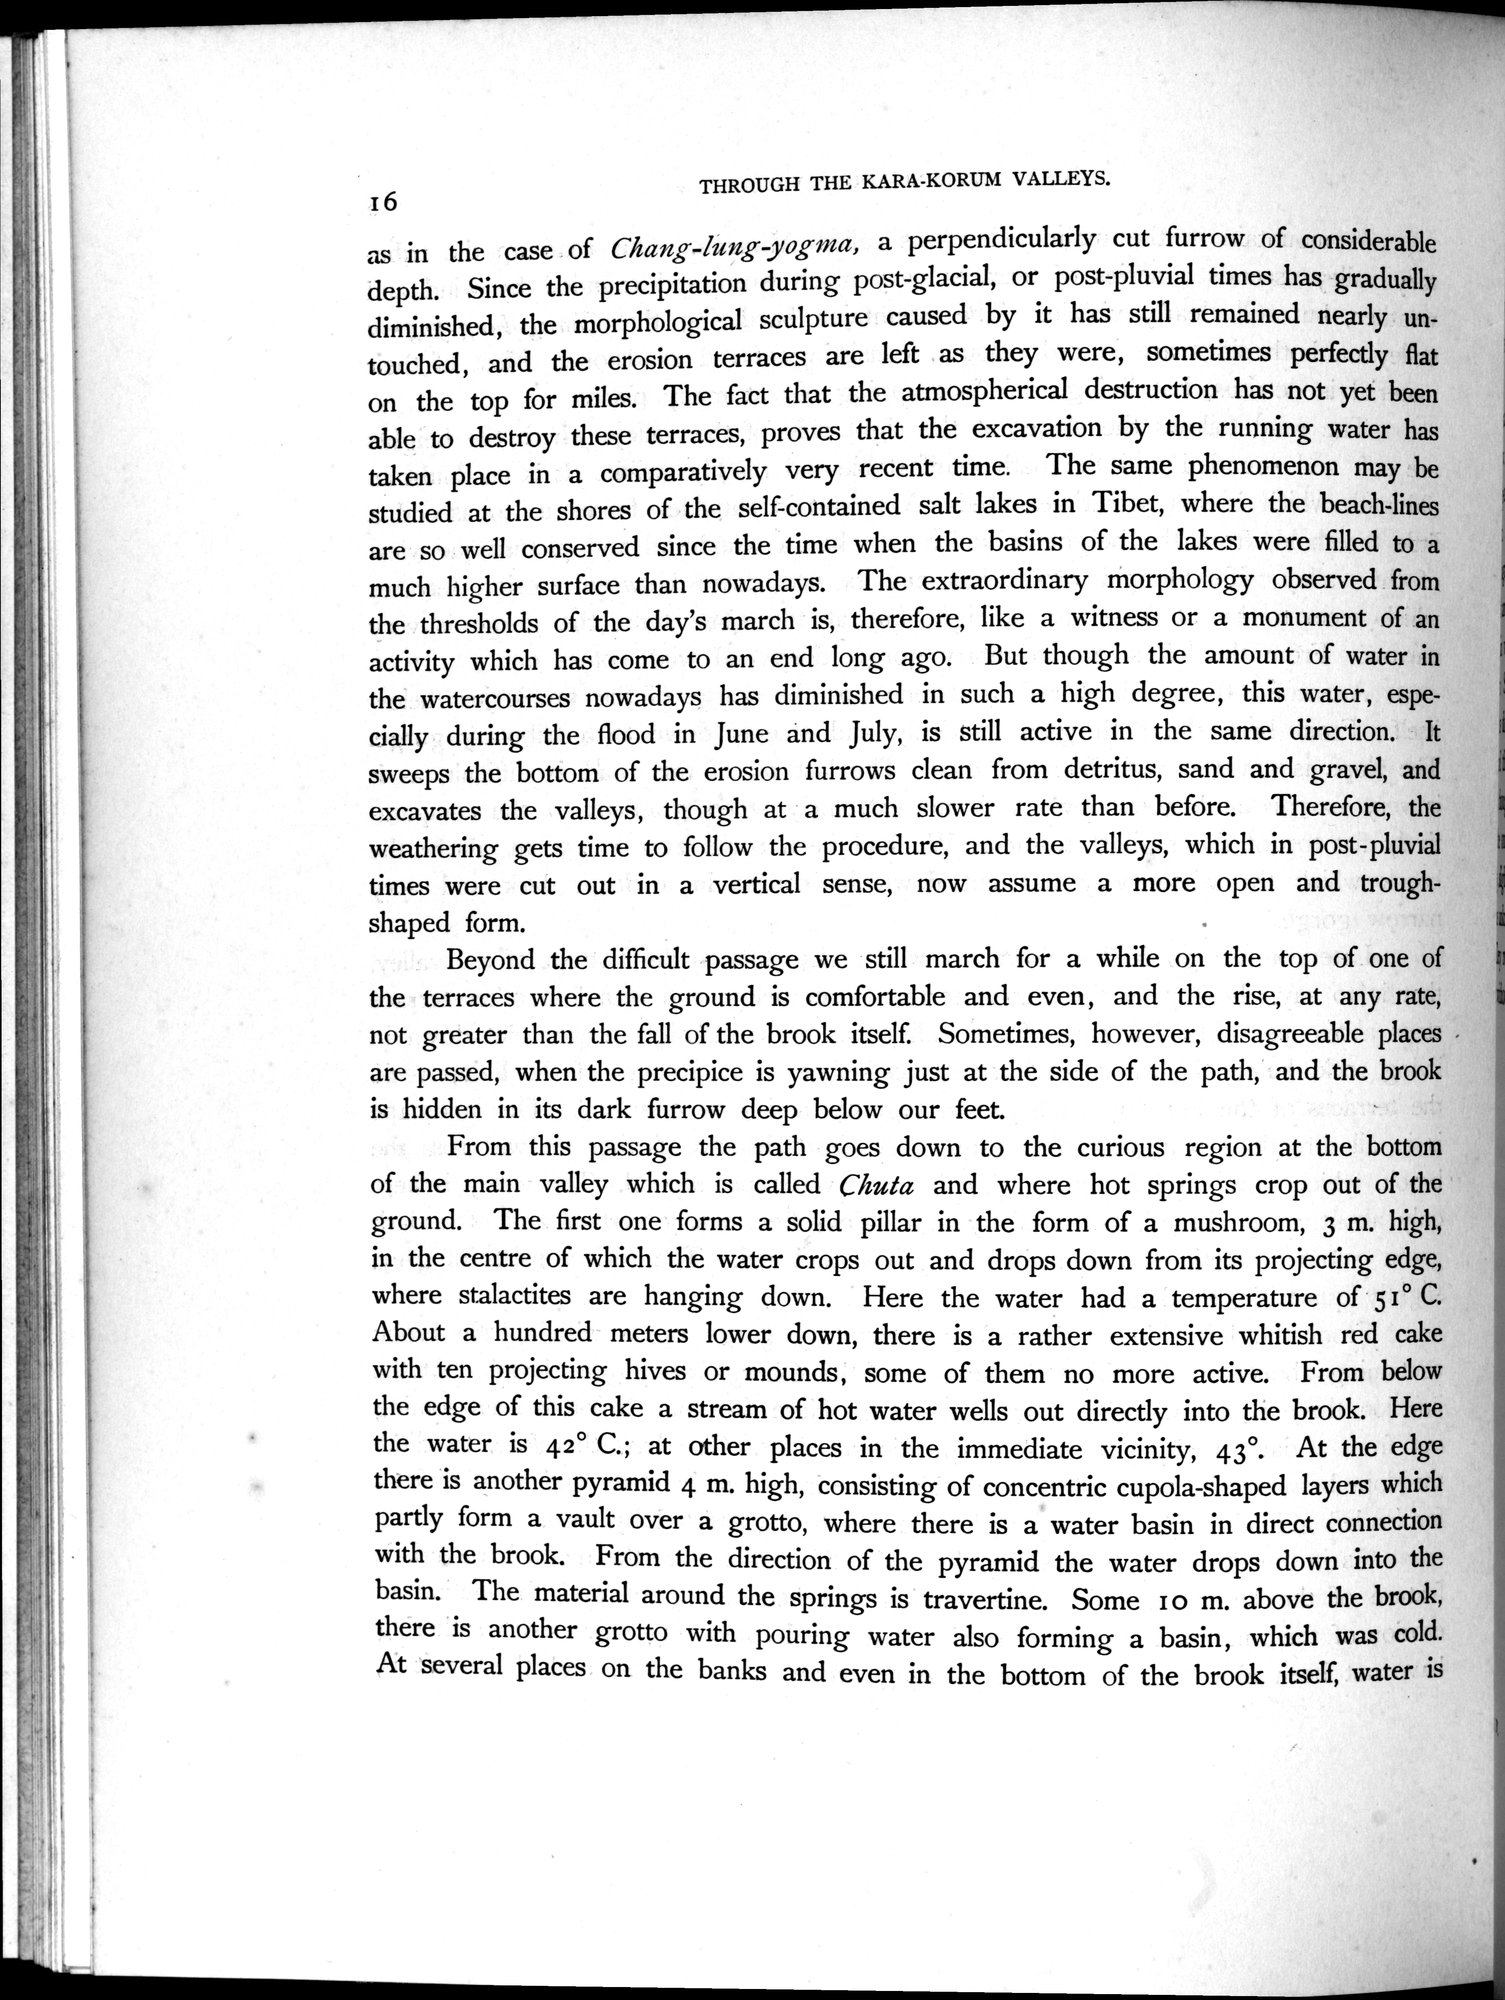 THROUGH THE KARA-KORUM VALLEYS.
16
as in the case of Chang-lung-yogma, a perpendicularly cut furrow of considerable
depth. Since the precipitation during post-glacial, or post-pluvial times has gradually
diminished, the morphological sculpture caused by it has still remained nearly un-
touched, and the erosion terraces are left as they were, sometimes perfectly flat
on the top for miles. The fact that the atmospherical destruction has not yet been
able to destroy these terraces, proves that the excavation by the running water has
taken place in a comparatively very recent time. The same phenomenon may be
studied at the shores of the self-contained salt lakes in Tibet, where the beach-lines
are so well conserved since the time when the basins of the lakes were filled to a
much higher surface than nowadays. The extraordinary morphology observed from
the thresholds of the day's march is, therefore, like a witness or a monument of an
activity which has come to an end long ago. But though the amount of water in
the watercourses nowadays has diminished in such a high degree, this water, espe-
cially during the flood in June and July, is still active in the same direction. It
sweeps the bottom of the erosion furrows clean from detritus, sand and gravel, and
excavates the valleys, though at a much slower rate than before. Therefore, the
weathering gets time to follow the procedure, and the valleys, which in post-pluvial
times were cut out in a vertical sense, now assume a more open and trough-
shaped form.
Beyond the difficult passage we still march for a while on the top of one of
the terraces where the ground is comfortable and even, and the rise, at any rate,
not greater than the fall of the brook itself. Sometimes, however, disagreeable places
are passed, when the precipice is yawning just at the side of the path, and the brook
is hidden in its dark furrow deep below our feet.
From this passage the path goes down to the curious region at the bottom
of the main valley which is called Chuta and where hot springs crop out of the
ground. The first one forms a solid pillar in the form of a mushroom, 3 m. high,
in the centre of which the water crops out and drops down from its projecting edge,
where stalactites are hanging down. Here the water had a temperature of 51° C.
About a hundred meters lower down, there is a rather extensive whitish red cake
with ten projecting hives or mounds, some of them no more active. From below
the edge of this cake a stream of hot water wells out directly into the brook. Here
the water is 42° C.; at other places in the immediate vicinity, 43°. At the edge
there is another pyramid 4 m. high, consisting of concentric cupola-shaped layers which
partly form a vault over a grotto, where there is a water basin in direct connection
with the brook. From the direction of the pyramid the water drops down into the
basin. The material around the springs is travertine. Some 10 m. above the brook,
there is another grotto with pouring water also forming a basin, which was cold.
At several places on the banks and even in the bottom of the brook itself, water is